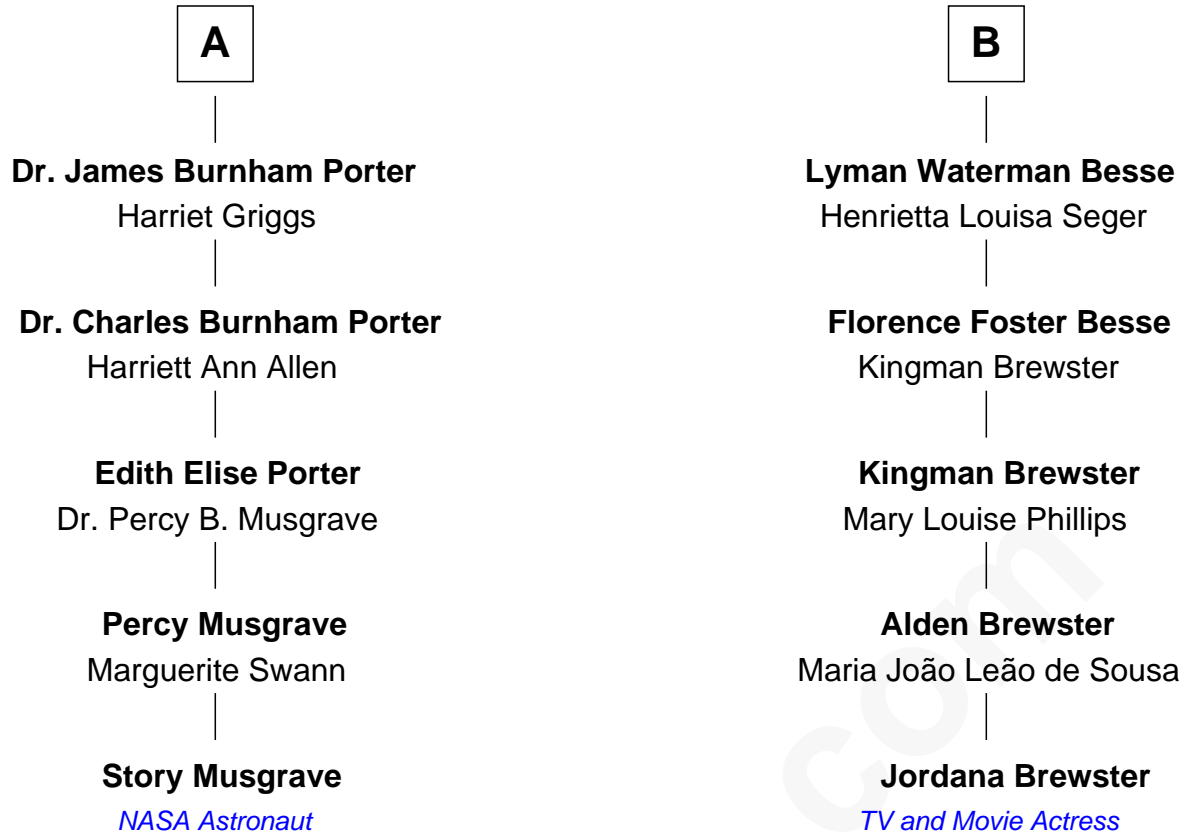 A
Dr. James Burnham Porter
Harriet Griggs
Dr. Charles Burnham Porter
Harriett Ann Allen
Edith Elise Porter
Dr. Percy B. Musgrave
Percy Musgrave
Marguerite Swann
Story Musgrave
NASA Astronaut
B
Lyman Waterman Besse
Henrietta Louisa Seger
Florence Foster Besse
Kingman Brewster
Kingman Brewster
Mary Louise Phillips
Alden Brewster
Maria João Leão de Sousa
Jordana Brewster
TV and Movie Actress
com